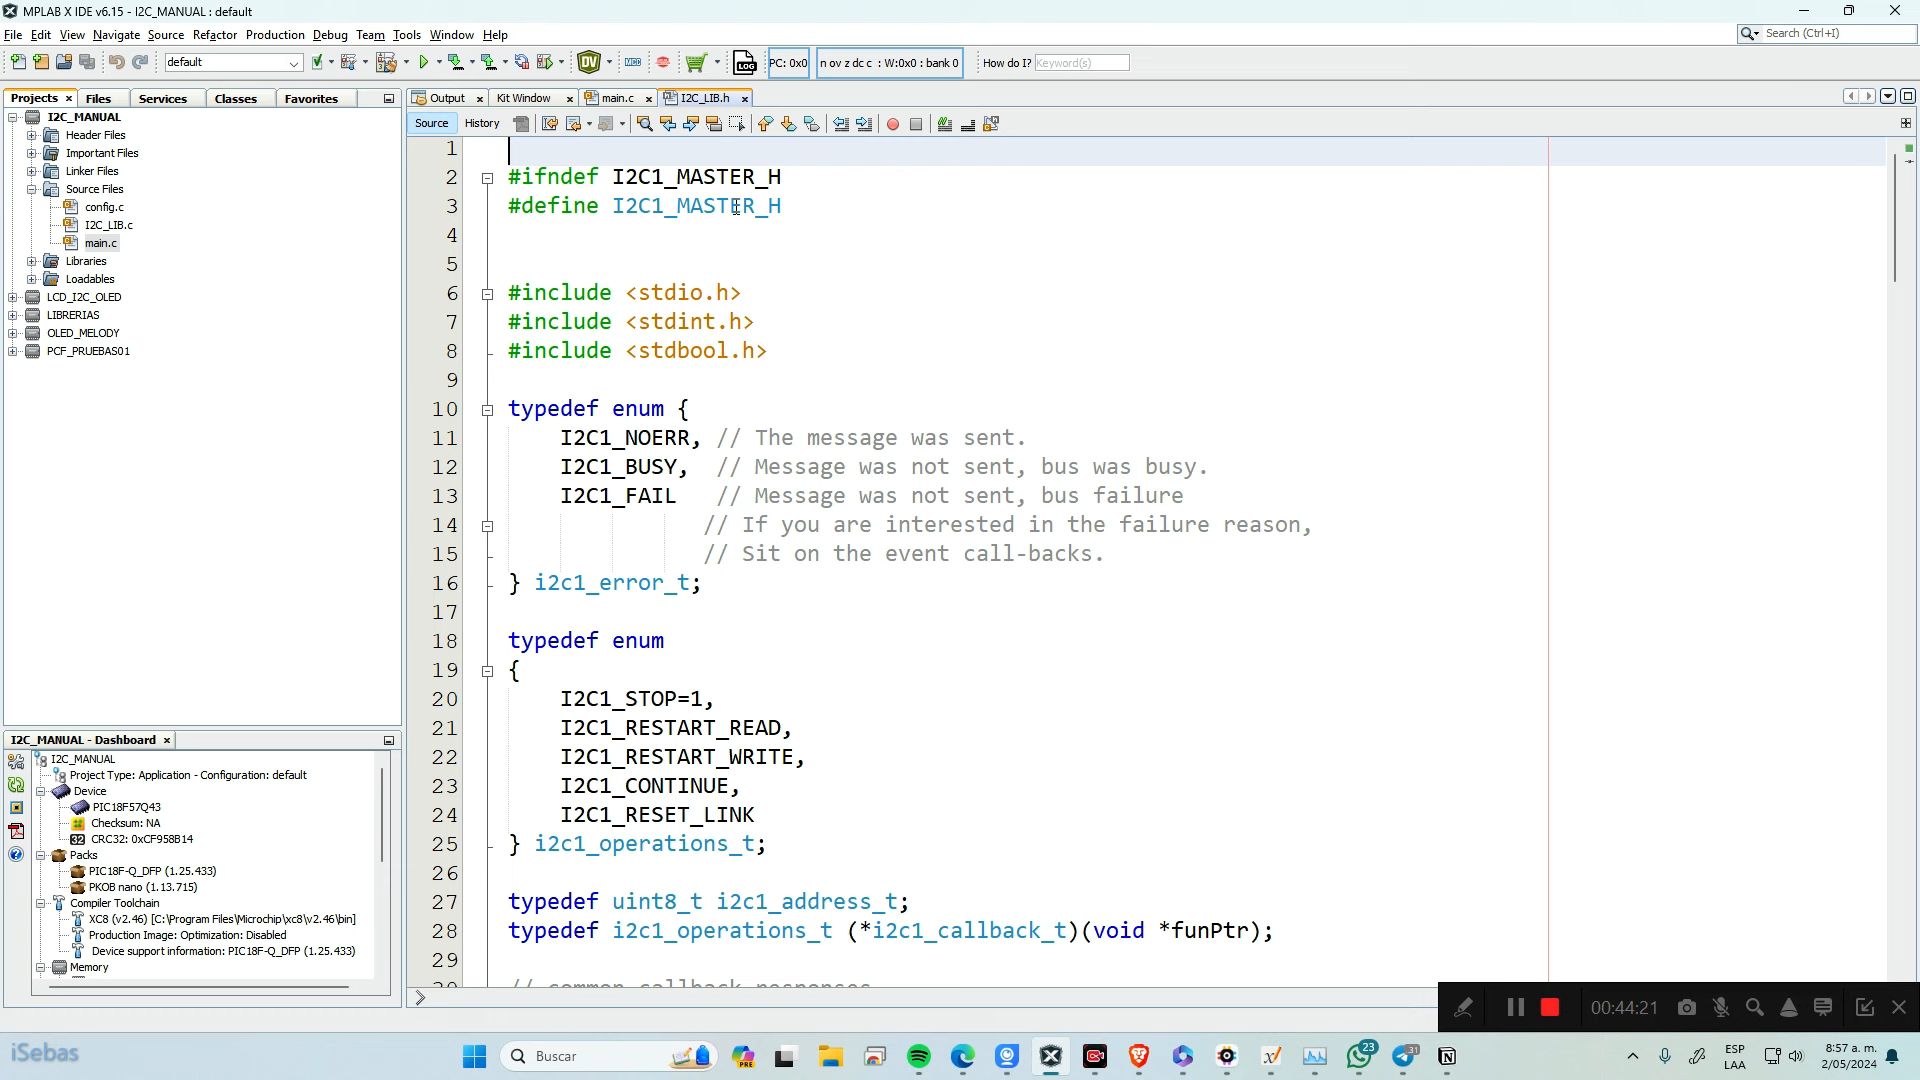 MPLAB X IDE v6.15 - I2C_MANUAL : default
File Edit View Navigate Source Refactor Production Debug Team Tools Window Help
Search (Ctrl+I)
default
DV
LOG
PC: 0x0
n ov z dc c : W:0x0 : bank 0
How do I? Keyword(s)
Projects Files Services Classes Favorites
I2C_MANUAL
Header Files
Important Files
Linker Files
Source Files
config.c
I2C_LIB.c
main.c
Libraries
Loadables
LCD_I2C_OLED
LIBRERIAS
OLED_MELODY
PCF_PRUEBAS01
I2C_MANUAL - Dashboard
I2C_MANUAL
Project Type: Application - Configuration: default
Device
PIC18F57Q43
Checksum: NA
CRC32: 0xCF958B14
Packs
PIC18F-Q_DFP (1.25.433)
PKOB nano (1.13.715)
Compiler Toolchain
XC8 (v2.46) [C:\Program Files\Microchip\xc8\v2.46\bin]
Production Image: Optimization: Disabled
Device support information: PIC18F-Q_DFP (1.25.433)
Memory
Output Kit Window main.c I2C_LIB.h
Source History
1
2 #ifndef I2C1_MASTER_H
3 #define I2C1_MASTER_H
4
5
6 #include <stdio.h>
7 #include <stdint.h>
8 #include <stdbool.h>
9
10 typedef enum {
11 I2C1_NOERR, // The message was sent.
12 I2C1_BUSY, // Message was not sent, bus was busy.
13 I2C1_FAIL // Message was not sent, bus failure
14 // If you are interested in the failure reason,
15 // Sit on the event call-backs.
16 } i2c1_error_t;
17
18 typedef enum
19 {
20 I2C1_STOP=1,
21 I2C1_RESTART_READ,
22 I2C1_RESTART_WRITE,
23 I2C1_CONTINUE,
24 I2C1_RESET_LINK
25 } i2c1_operations_t;
26
27 typedef uint8_t i2c1_address_t;
28 typedef i2c1_operations_t (*i2c1_callback_t)(void *funPtr);
29
30 // common callback responses
00:44:21
iSebas
Buscar
23
31
ESP
LAA
8:57 a. m.
2/05/2024